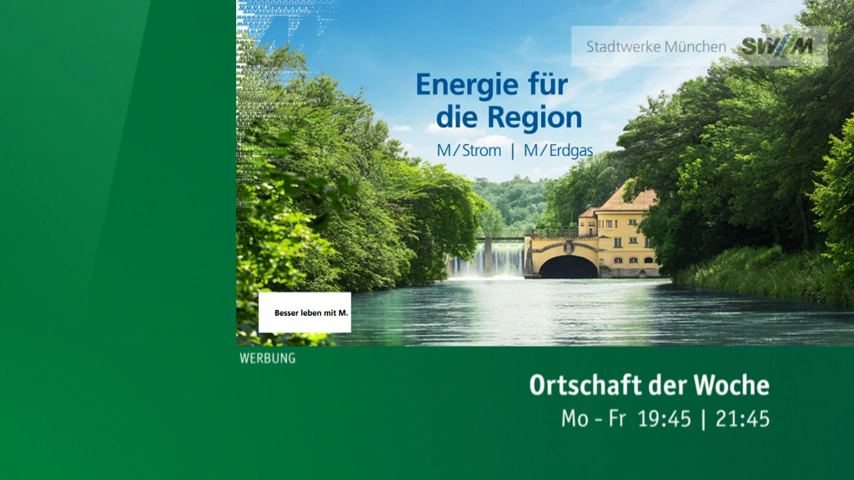 Stadtwerke München SW//M
Energie für
die Region
M/Strom | M/Erdgas
Besser leben mit M.
WERBUNG
Ortschaft der Woche
Mo - Fr 19:45 | 21:45